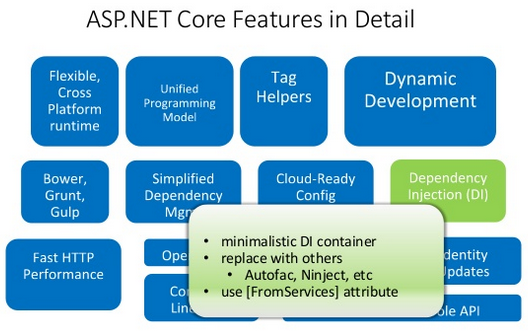 ASP.NET Core Features in Detail
Flexible,
Cross
Platform
runtime
Unified
Programming
Model
Tag
Helpers
Dynamic
Development
Bower,
Grunt,
Gulp
Simplified
Dependency
Cloud-Ready
Config
Dependency
Injection (DI)
Fast HTTP
Performance
• minimalistic DI container
• replace with others
• Autofac, Ninject, etc
• use [FromServices] attribute
API